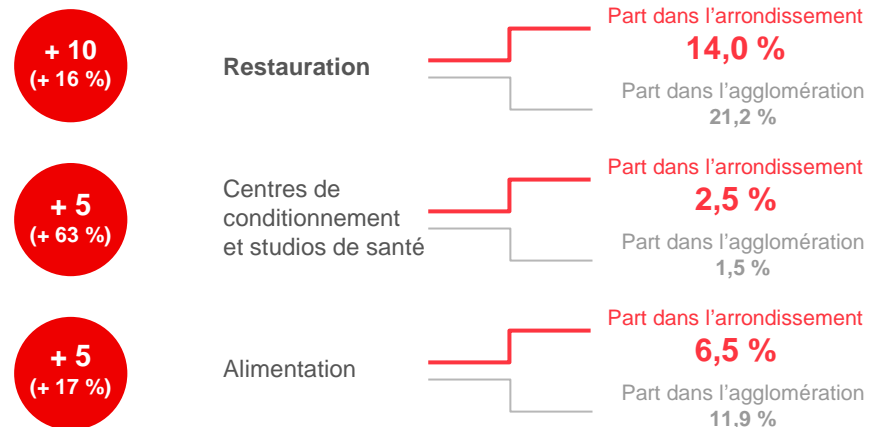 + 10
(+ 16 %)
Restauration
Part dans l'arrondissement
14,0 %
Part dans l'agglomération
21,2 %
+ 5
(+ 63 %)
Centres de
conditionnement
et studios de santé
Part dans l'arrondissement
2,5 %
Part dans l'agglomération
1,5 %
+ 5
(+ 17 %)
Alimentation
Part dans l'arrondissement
6,5 %
Part dans l'agglomération
11,9 %